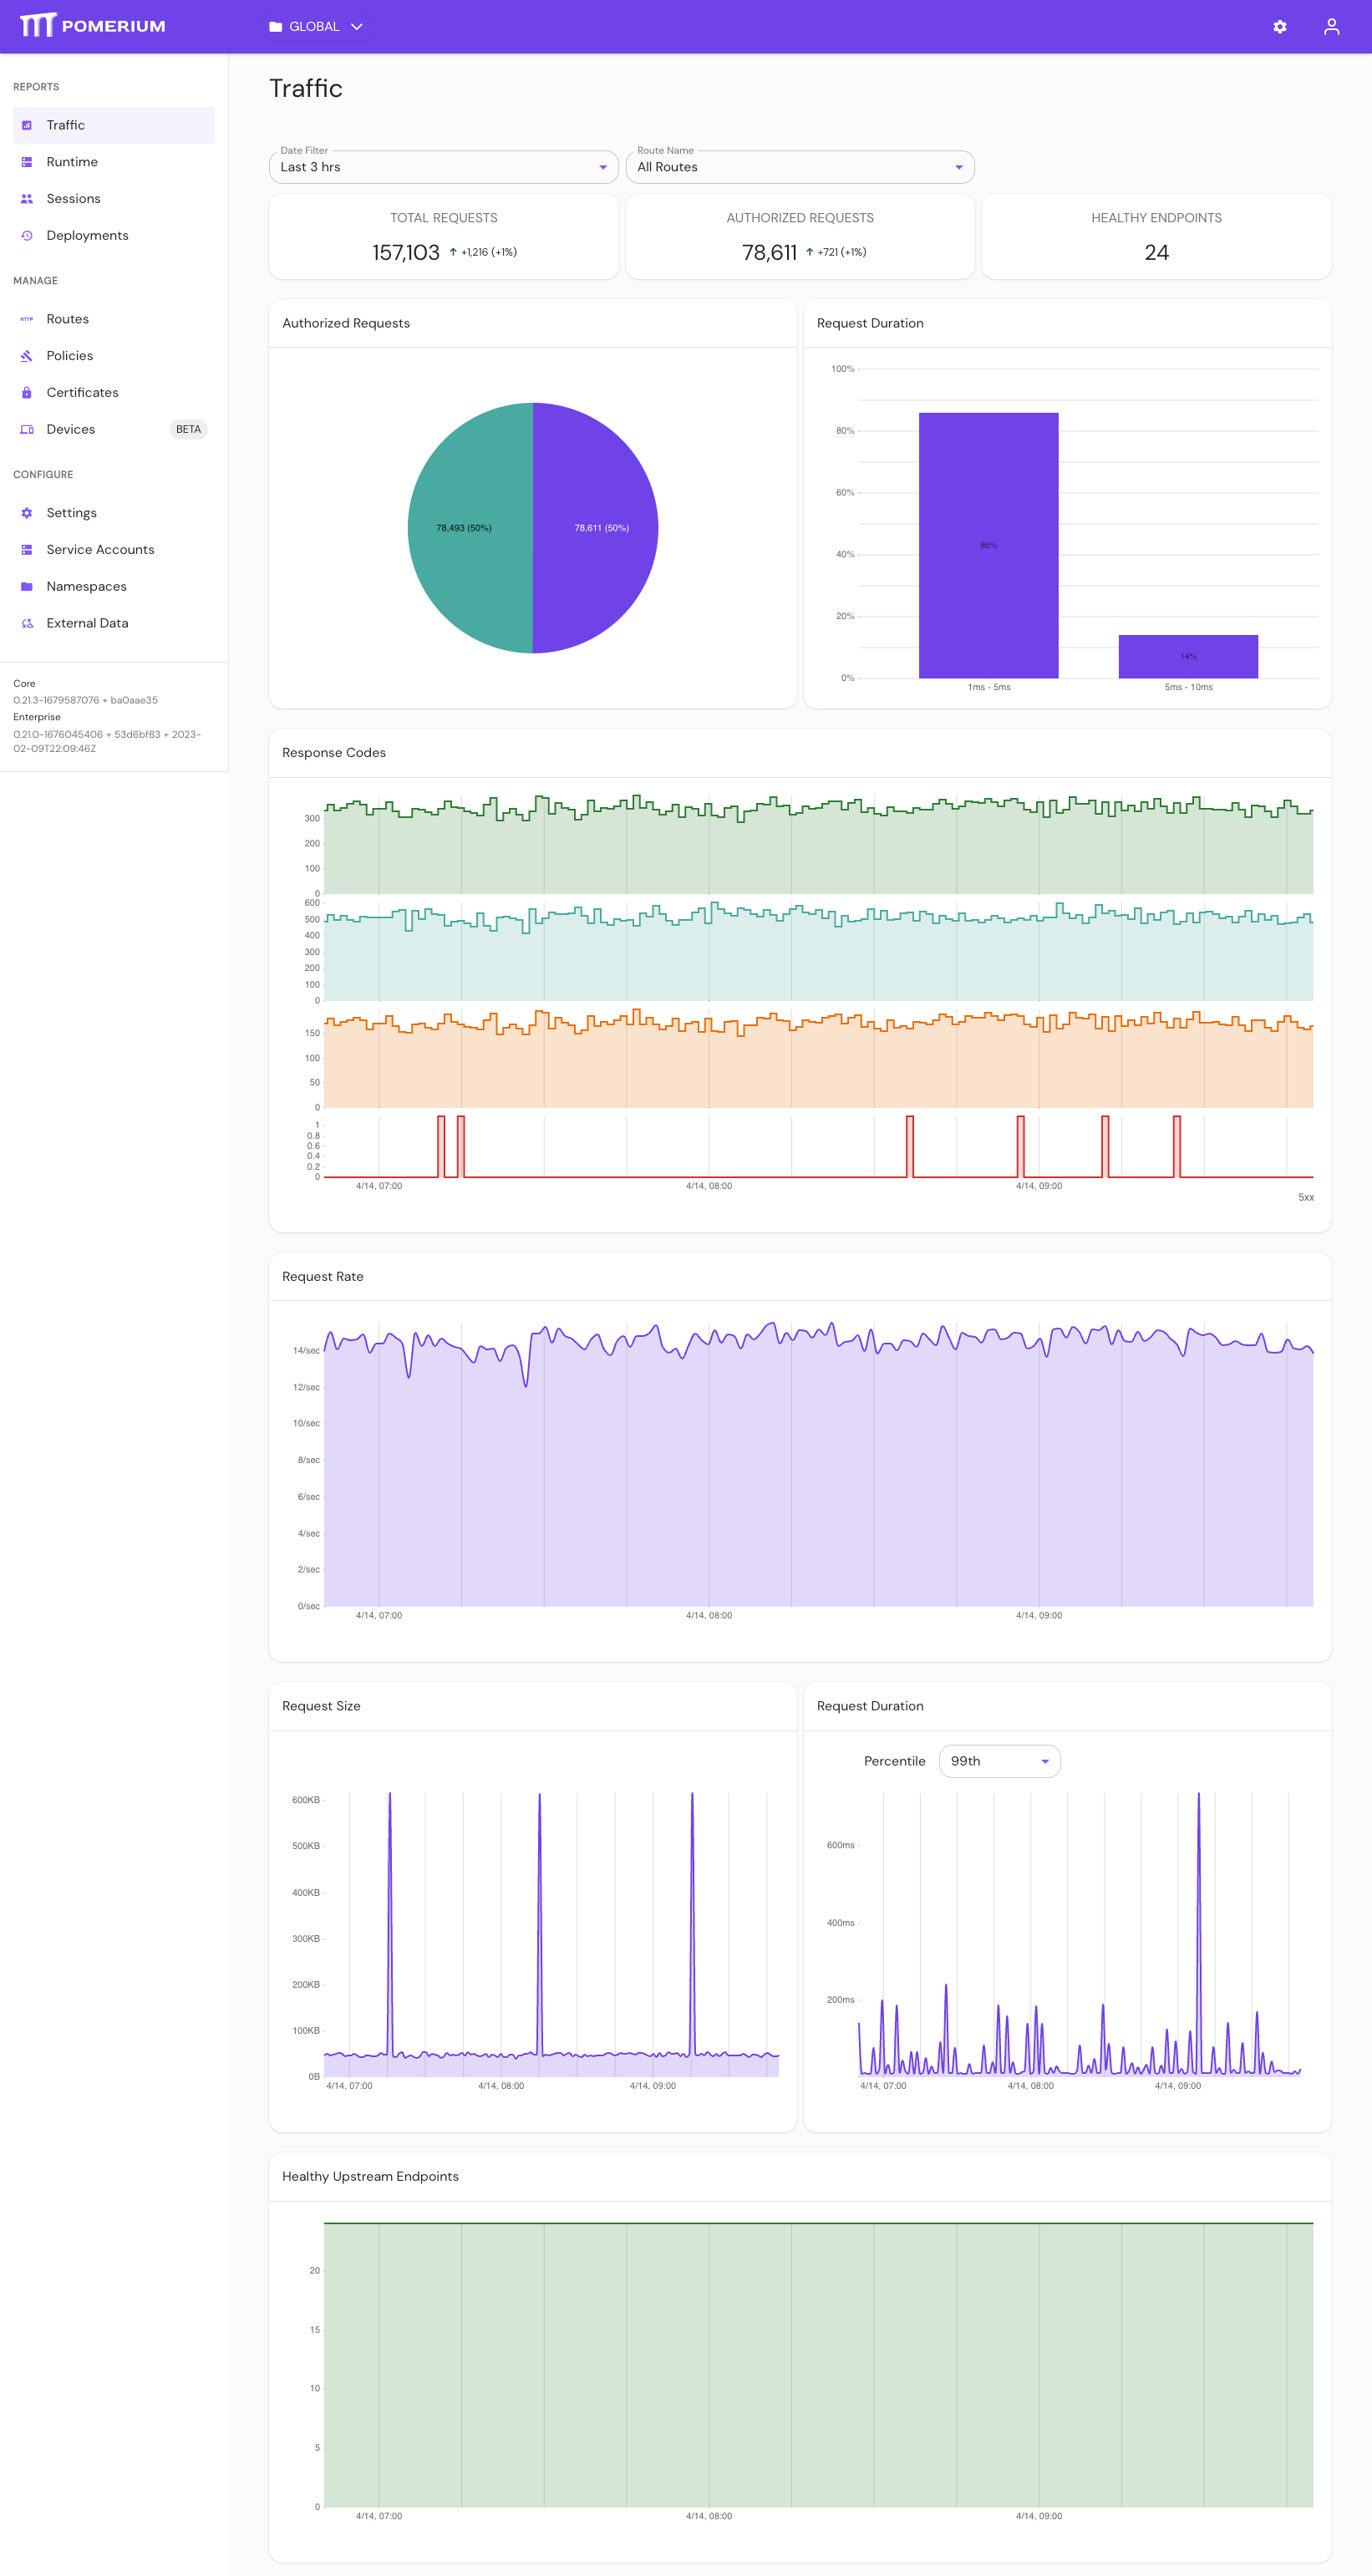 POMERIUM
GLOBAL
REPORTS
Traffic
Runtime
Sessions
Deployments
MANAGE
HTTP
Routes
Policies
Certificates
Devices
BETA
CONFIGURE
Settings
Service Accounts
Namespaces
External Data
Core
0.21.3-1679587076 + ba0aae35
Enterprise
0.21.0-1676045406 + 53d6bf83 + 2023-
02-09T22:09:46Z
Traffic
Date Filter
Last 3 hrs
Route Name
All Routes
TOTAL REQUESTS
157,103 +1,216 (+1%)
AUTHORIZED REQUESTS
78,611 +721 (+1%)
HEALTHY ENDPOINTS
24
Authorized Requests
78,493 (50%)
78,611 (50%)
Request Duration
100%
80%
60%
40%
20%
0%
86%
14%
1ms - 5ms
5ms - 10ms
Response Codes
300
200
100
0
600
500
400
300
200
100
0
150
100
50
0
1
0.8
0.6
0.4
0.2
0
4/14, 07:00
4/14, 08:00
4/14, 09:00
5xx
Request Rate
14/sec
12/sec
10/sec
8/sec
6/sec
4/sec
2/sec
0/sec
4/14, 07:00
4/14, 08:00
4/14, 09:00
Request Size
600KB
500KB
400KB
300KB
200KB
100KB
0B
4/14, 07:00
4/14, 08:00
4/14, 09:00
Request Duration
Percentile
99th
600ms
400ms
200ms
4/14, 07:00
4/14, 08:00
4/14, 09:00
Healthy Upstream Endpoints
20
15
10
5
0
4/14, 07:00
4/14, 08:00
4/14, 09:00